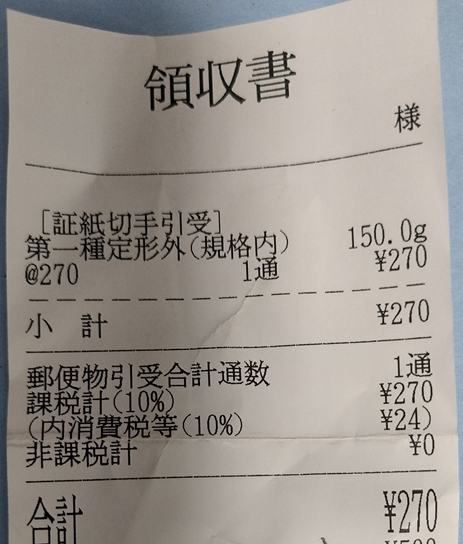 領収書
様
[証紙切手引受]
第一種定形外(規格内) 150.0g
@270 1通 ¥270
小 計 ¥270
郵便物引受合計通数 1通
課税計(10%) ¥270
(内消費税等(10%) ¥24)
非課税計 ¥0
合計 ¥270